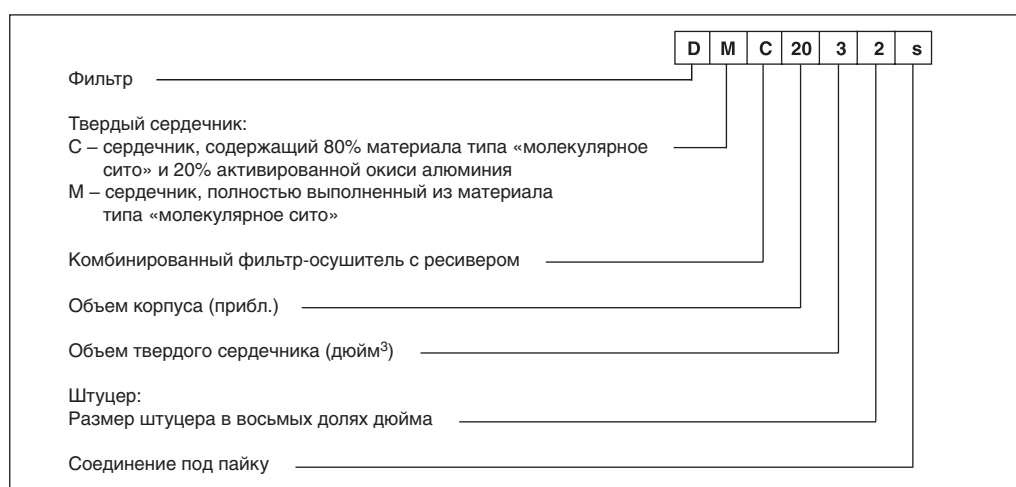 D M C 20 3 2 s
Фильтр
Твердый сердечник:
C – сердечник, содержащий 80% материала типа «молекулярное
сито» и 20% активированной окиси алюминия
M – сердечник, полностью выполненный из материала
типа «молекулярное сито»
Комбинированный фильтр-осушитель с ресивером
Объем корпуса (прибл.)
Объем твердого сердечника (дюйм³)
Штуцер:
Размер штуцера в восьмых долях дюйма
Соединение под пайку